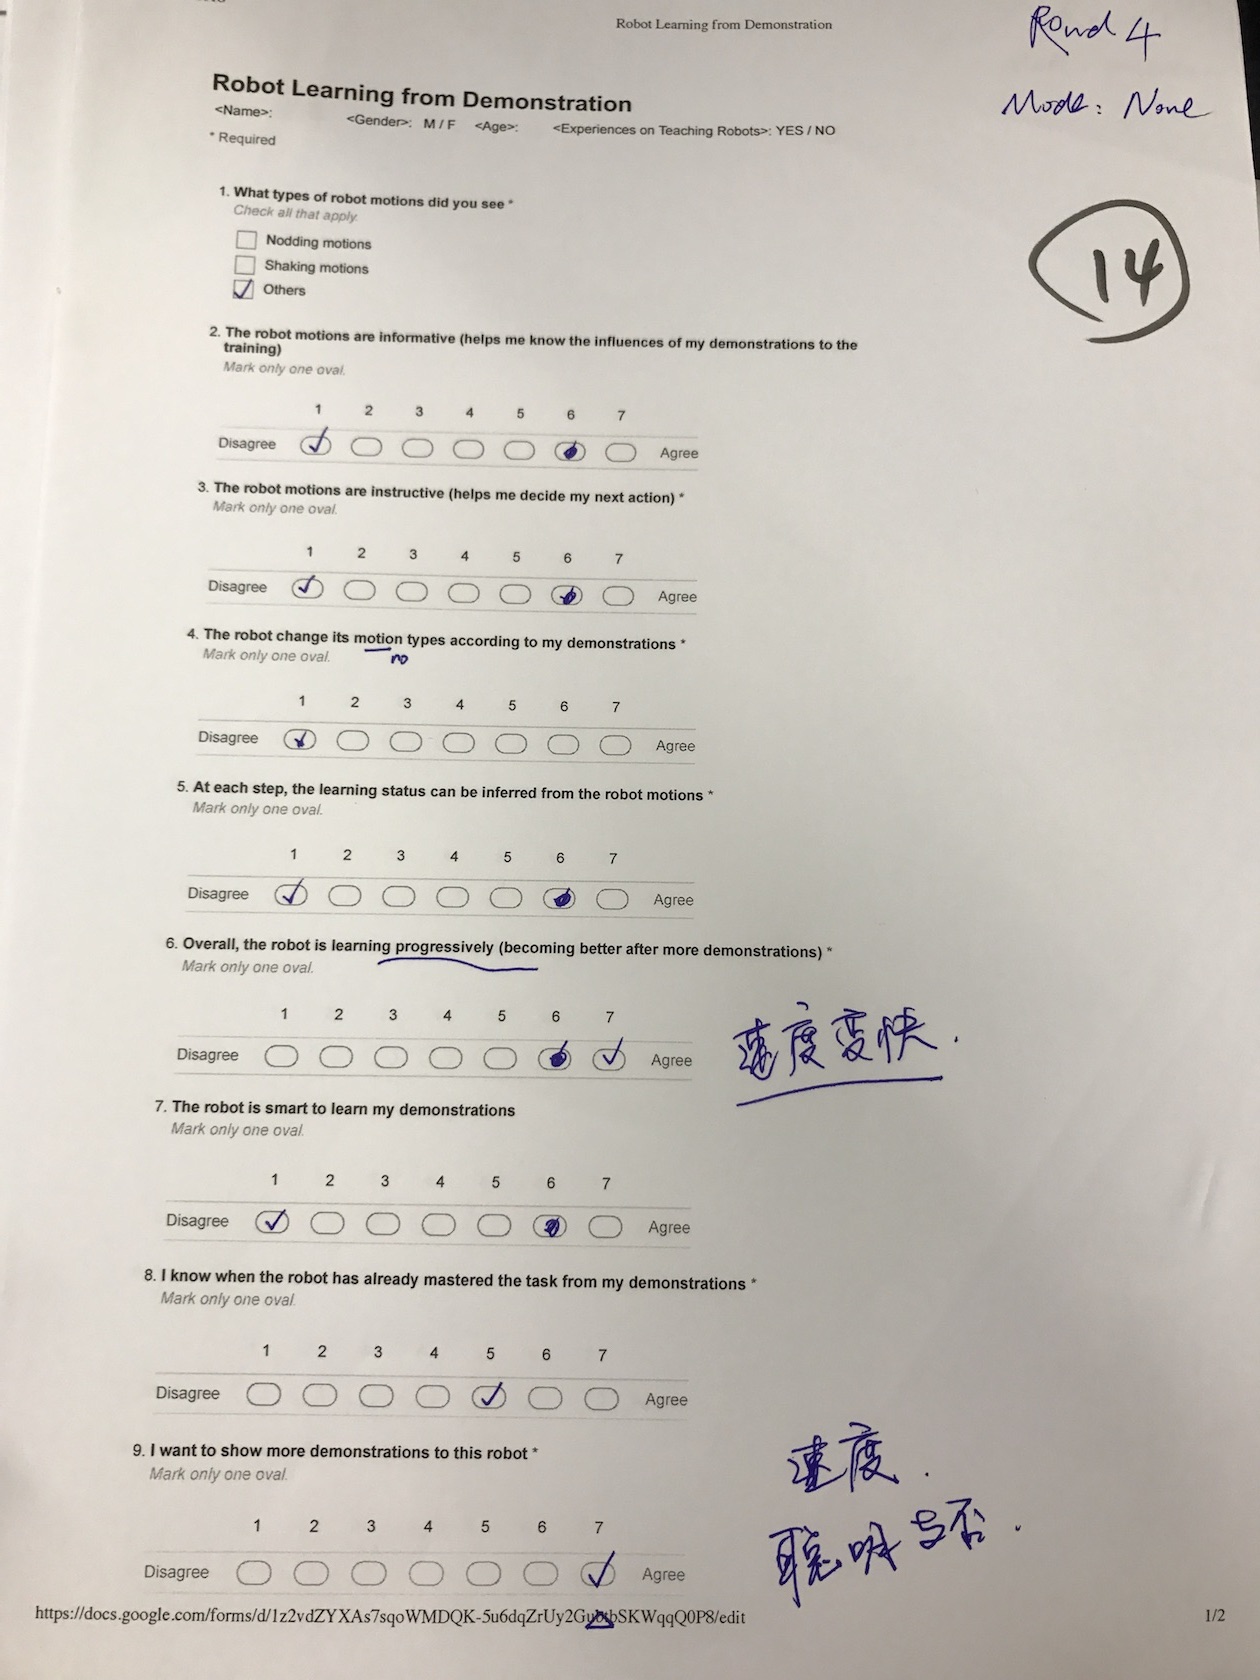 Robot Learning from Demonstration
Round 4
Mode: None
Robot Learning from Demonstration
<Name>: <Gender>: M / F <Age>: <Experiences on Teaching Robots>: YES / NO
* Required
14
1. What types of robot motions did you see *
Check all that apply.
Nodding motions
Shaking motions
Others
2. The robot motions are informative (helps me know the influences of my demonstrations to the
training)
Mark only one oval.
1 2 3 4 5 6 7
Disagree Agree
3. The robot motions are instructive (helps me decide my next action) *
Mark only one oval.
1 2 3 4 5 6 7
Disagree Agree
4. The robot change its motion types according to my demonstrations *
Mark only one oval.
no
1 2 3 4 5 6 7
Disagree Agree
5. At each step, the learning status can be inferred from the robot motions *
Mark only one oval.
1 2 3 4 5 6 7
Disagree Agree
6. Overall, the robot is learning progressively (becoming better after more demonstrations) *
Mark only one oval.
1 2 3 4 5 6 7
Disagree Agree
速度变快.
7. The robot is smart to learn my demonstrations
Mark only one oval.
1 2 3 4 5 6 7
Disagree Agree
8. I know when the robot has already mastered the task from my demonstrations *
Mark only one oval.
1 2 3 4 5 6 7
Disagree Agree
9. I want to show more demonstrations to this robot *
Mark only one oval.
速度.
1 2 3 4 5 6 7
Disagree Agree
聪明与否.
1/2